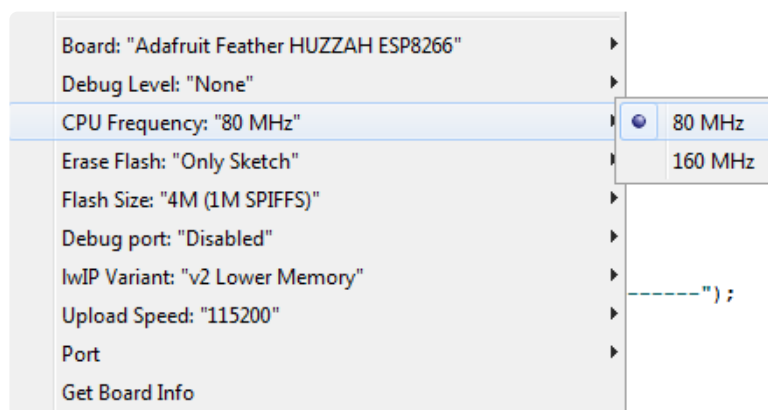 Board: "Adafruit Feather HUZZAH ESP8266"
Debug Level: "None"
CPU Frequency: "80 MHz"
80 MHz
160 MHz
Erase Flash: "Only Sketch"
Flash Size: "4M (1M SPIFFS)"
Debug port: "Disabled"
lwIP Variant: "v2 Lower Memory"
------");
Upload Speed: "115200"
Port
Get Board Info